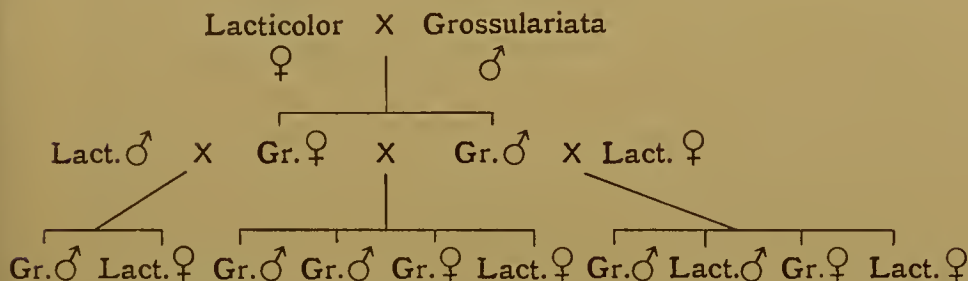 Lacticolor X Grossulariata
♀ ♂
Lact.♂ X Gr.♀ X Gr.♂ X Lact.♀
Gr.♂ Lact.♀ Gr.♂ Gr.♂ Gr.♀ Lact.♀ Gr.♂ Lact.♂ Gr.♀ Lact.♀